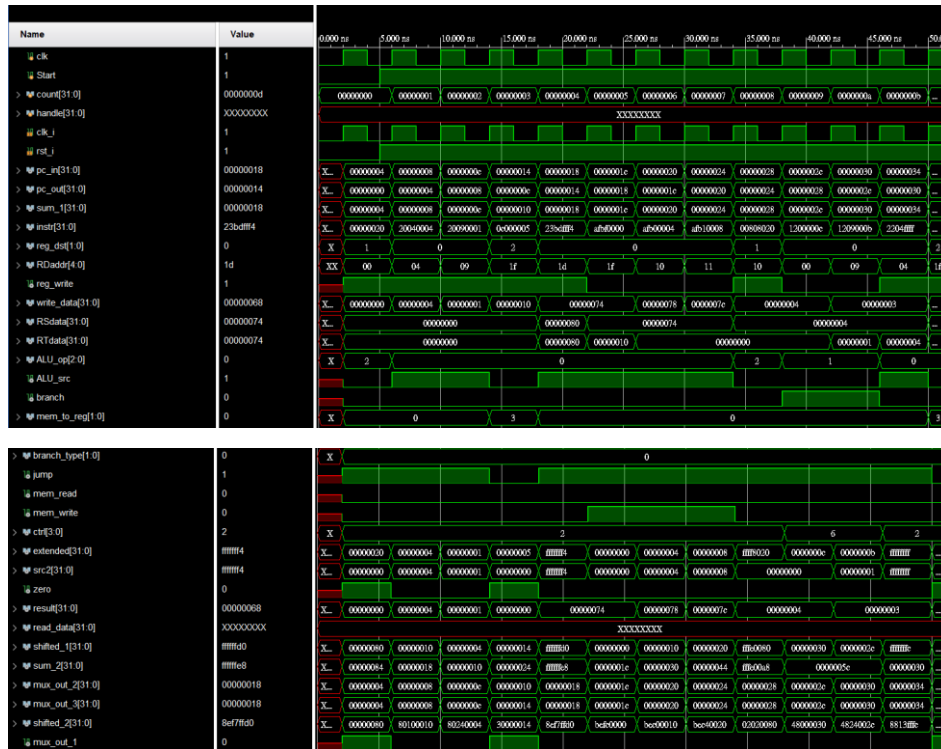 Name Value 0.000 ns 5.000 ns 10.000 ns 15.000 ns 20.000 ns 25.000 ns 30.000 ns 35.000 ns 40.000 ns 45.000 ns
clk 1
Start 1
count[31:0] 0000000d 00000000 00000001 00000002 00000003 00000004 00000005 00000006 00000007 00000008 00000009 0000000a 0000000b ...
handle[31:0] XXXXXXXX XXXXXXXX
clk_i 1
rst_i 1
pc_in[31:0] 00000018 X... 00000004 00000008 0000000c 00000014 00000018 0000001c 00000020 00000024 00000028 0000002c 00000030 00000034 ...
pc_out[31:0] 00000014 X... 00000000 00000004 00000008 0000000c 00000014 00000018 0000001c 00000020 00000024 00000028 0000002c 00000030 ...
sum_1[31:0] 00000018 X... 00000004 00000008 0000000c 00000010 00000018 0000001c 00000020 00000024 00000028 0000002c 00000030 00000034 ...
instr[31:0] 23bdfff4 X... 00000020 20040004 20090001 0c000005 23bdfff4 afbf0000 afb00004 afb10008 00808020 1200000c 1209000b 2204ffff ...
reg_dst[1:0] 0 X 1 0 2 0 1 0 2
RDaddr[4:0] 1d XX 00 04 09 1f 1d 1f 10 11 10 00 09 04 1f
reg_write 1
write_data[31:0] 00000068 X... 00000000 00000004 00000001 00000010 00000074 00000078 0000007c 00000004 00000003 ...
RSdata[31:0] 00000074 X... 00000000 00000080 00000074 00000004 ...
RTdata[31:0] 00000074 X... 00000000 00000080 00000010 00000000 00000001 00000004 ...
ALU_op[2:0] 0 X 2 0 2 1 0
ALU_src 1
branch 0
mem_to_reg[1:0] 0 X 0 3 0 3
branch_type[1:0] 0 X 0
jump 1
mem_read 0
mem_write 0
ctrl[3:0] 2 X 2 6 2
extended[31:0] fffffff4 X... 00000020 00000004 00000001 00000005 fffffff4 00000000 00000004 00000008 ffff8020 0000000c 0000000b ffffffff ...
src2[31:0] fffffff4 X... 00000000 00000004 00000001 00000000 fffffff4 00000000 00000004 00000008 00000000 00000001 ffffffff ...
zero 0
result[31:0] 00000068 X... 00000000 00000004 00000001 00000000 00000074 00000078 0000007c 00000004 00000003 ...
read_data[31:0] XXXXXXXX XXXXXXXX
shifted_1[31:0] ffffffd0 X... 00000080 00000010 00000004 00000014 ffffffd0 00000000 00000010 00000020 fffe0080 00000030 0000002c fffffffc ...
sum_2[31:0] ffffffe8 X... 00000084 00000018 00000010 00000024 ffffffe8 0000001c 00000030 00000044 fffe00a8 0000005c 00000030 ...
mux_out_2[31:0] 00000018 X... 00000004 00000008 0000000c 00000010 00000018 0000001c 00000020 00000024 00000028 0000002c 00000030 00000034 ...
mux_out_3[31:0] 00000018 X... 00000004 00000008 0000000c 00000014 00000018 0000001c 00000020 00000024 00000028 0000002c 00000030 00000034 ...
shifted_2[31:0] 8ef7ffd0 X... 00000080 80100010 80240004 30000014 8ef7ffd0 befc0000 bec00010 bec40020 02020080 48000030 4824002c 8813fffc ...
mux_out_1 0